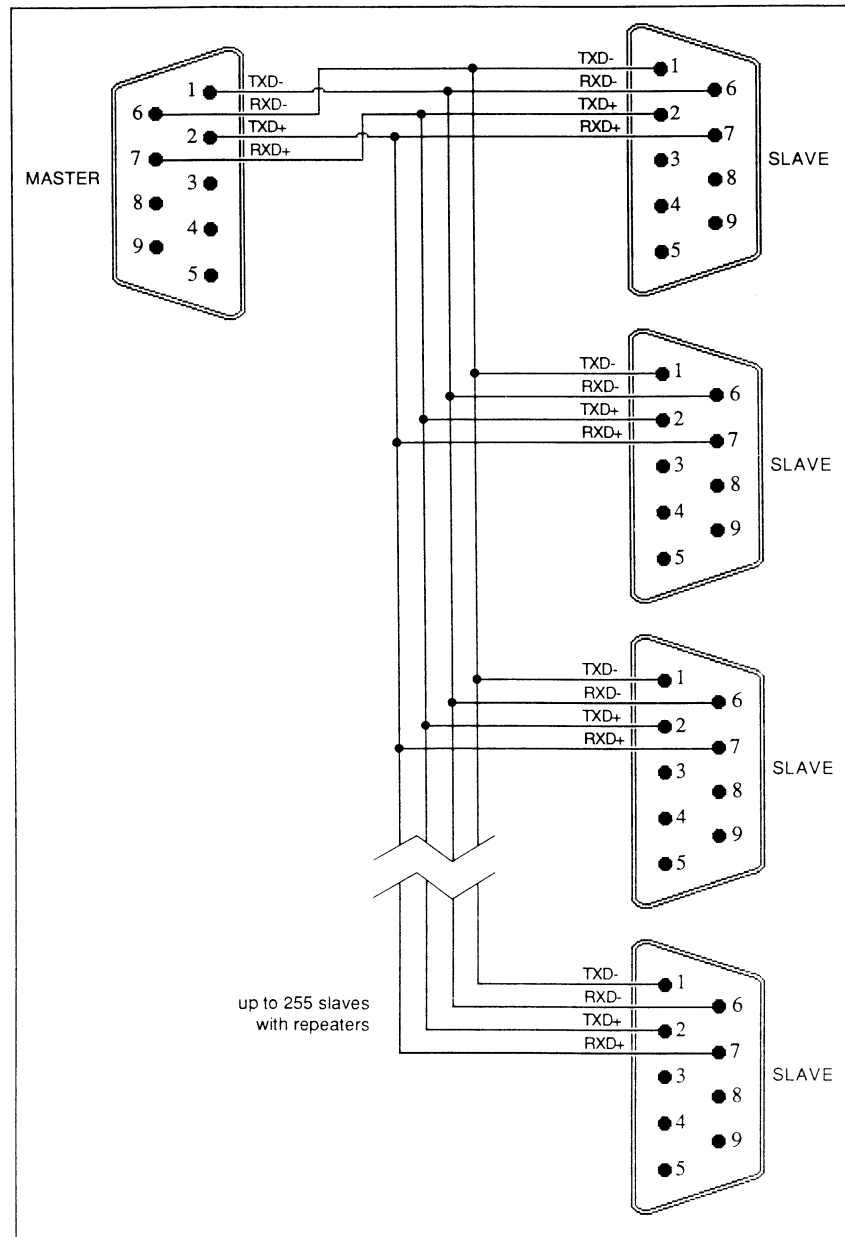 MASTER
1 TXD-
6 RXD-
2 TXD+
7 RXD+
3
8
4
9
5
TXD- 1
RXD- 6
TXD+ 2
RXD+ 7
3
8
4
9
5
SLAVE
TXD- 1
RXD- 6
TXD+ 2
RXD+ 7
3
8
4
9
5
SLAVE
TXD- 1
RXD- 6
TXD+ 2
RXD+ 7
3
8
4
9
5
SLAVE
up to 255 slaves
with repeaters
TXD- 1
RXD- 6
TXD+ 2
RXD+ 7
3
8
4
9
5
SLAVE